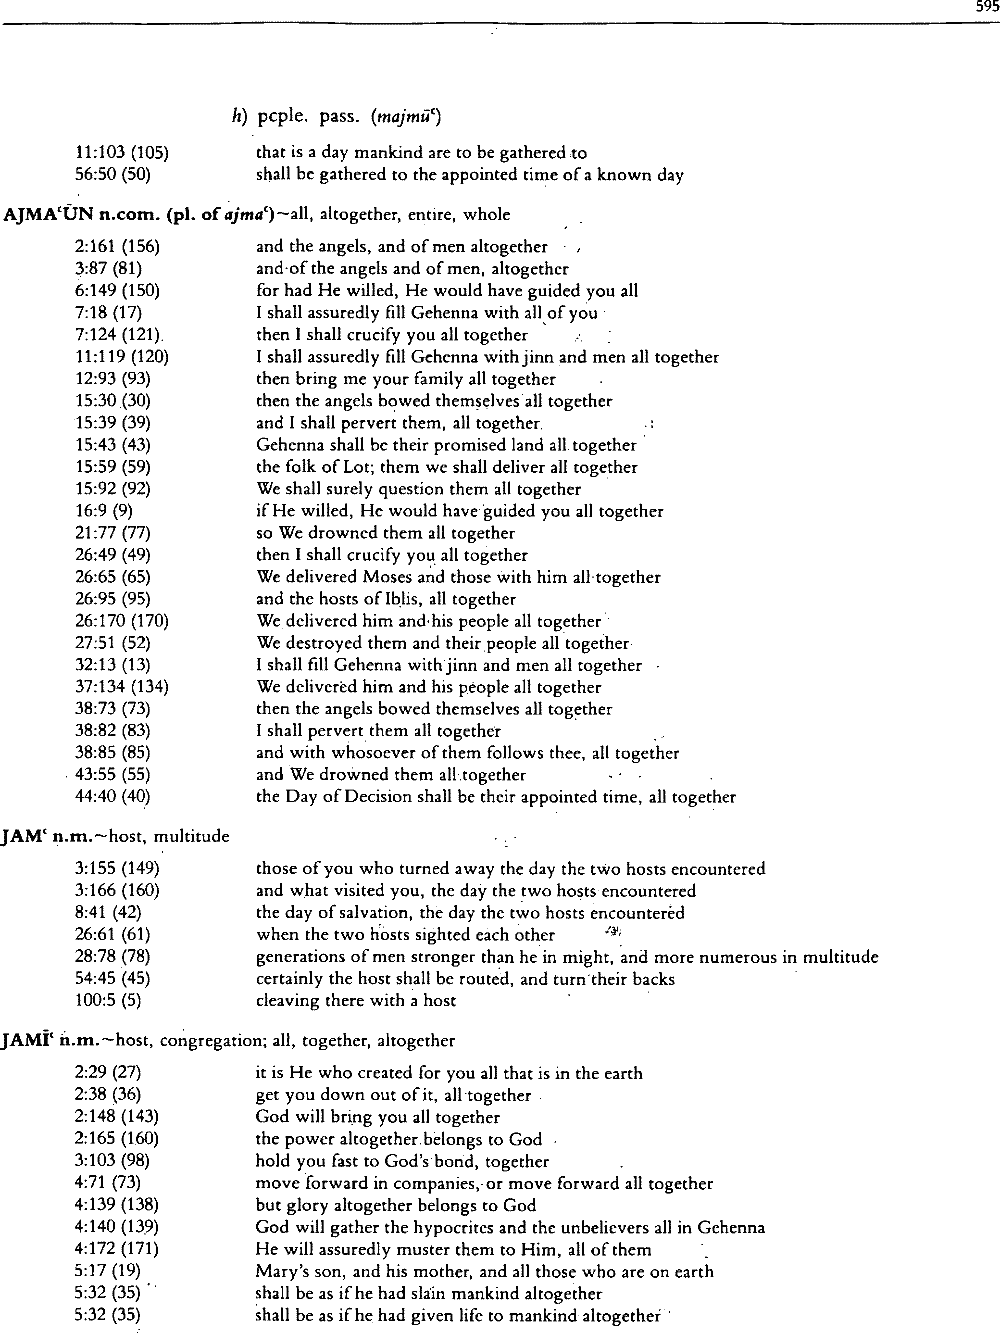 595
h) pcple. pass. (majmūʿ)
11:103 (105) that is a day mankind are to be gathered to
56:50 (50) shall be gathered to the appointed time of a known day
AJMAʿŪN n.com. (pl. of ajmaʿ)~all, altogether, entire, whole
2:161 (156) and the angels, and of men altogether
3:87 (81) and of the angels and of men, altogether
6:149 (150) for had He willed, He would have guided you all
7:18 (17) I shall assuredly fill Gehenna with all of you
7:124 (121) then I shall crucify you all together
11:119 (120) I shall assuredly fill Gehenna with jinn and men all together
12:93 (93) then bring me your family all together
15:30 (30) then the angels bowed themselves all together
15:39 (39) and I shall pervert them, all together
15:43 (43) Gehenna shall be their promised land all together
15:59 (59) the folk of Lot; them we shall deliver all together
15:92 (92) We shall surely question them all together
16:9 (9) if He willed, He would have guided you all together
21:77 (77) so We drowned them all together
26:49 (49) then I shall crucify you all together
26:65 (65) We delivered Moses and those with him all together
26:95 (95) and the hosts of Iblis, all together
26:170 (170) We delivered him and his people all together
27:51 (52) We destroyed them and their people all together
32:13 (13) I shall fill Gehenna with jinn and men all together
37:134 (134) We delivered him and his people all together
38:73 (73) then the angels bowed themselves all together
38:82 (83) I shall pervert them all together
38:85 (85) and with whosoever of them follows thee, all together
43:55 (55) and We drowned them all together
44:40 (40) the Day of Decision shall be their appointed time, all together
JAMʿ n.m.~host, multitude
3:155 (149) those of you who turned away the day the two hosts encountered
3:166 (160) and what visited you, the day the two hosts encountered
8:41 (42) the day of salvation, the day the two hosts encountered
26:61 (61) when the two hosts sighted each other
28:78 (78) generations of men stronger than he in might, and more numerous in multitude
54:45 (45) certainly the host shall be routed, and turn their backs
100:5 (5) cleaving there with a host
JAMĪʿ n.m.~host, congregation; all, together, altogether
2:29 (27) it is He who created for you all that is in the earth
2:38 (36) get you down out of it, all together
2:148 (143) God will bring you all together
2:165 (160) the power altogether belongs to God
3:103 (98) hold you fast to God's bond, together
4:71 (73) move forward in companies, or move forward all together
4:139 (138) but glory altogether belongs to God
4:140 (139) God will gather the hypocrites and the unbelievers all in Gehenna
4:172 (171) He will assuredly muster them to Him, all of them
5:17 (19) Mary's son, and his mother, and all those who are on earth
5:32 (35) shall be as if he had slain mankind altogether
5:32 (35) shall be as if he had given life to mankind altogether